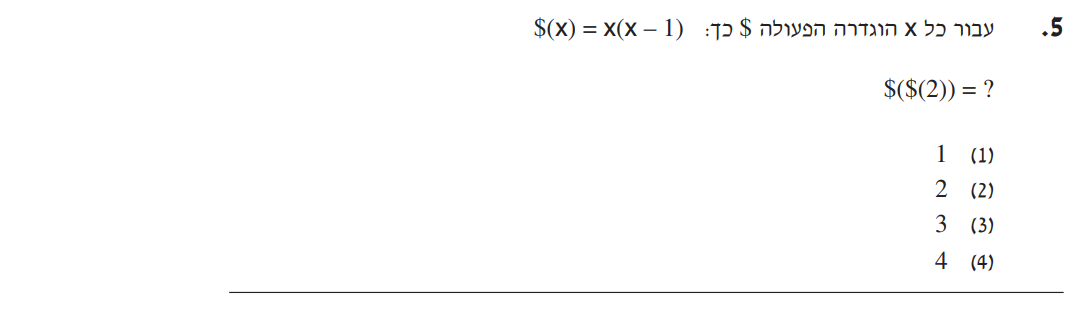 5. עבור כל x הוגדרה הפעולה $ כך: $(x) = x(x – 1)
$($(2)) = ?
(1) 1
(2) 2
(3) 3
(4) 4